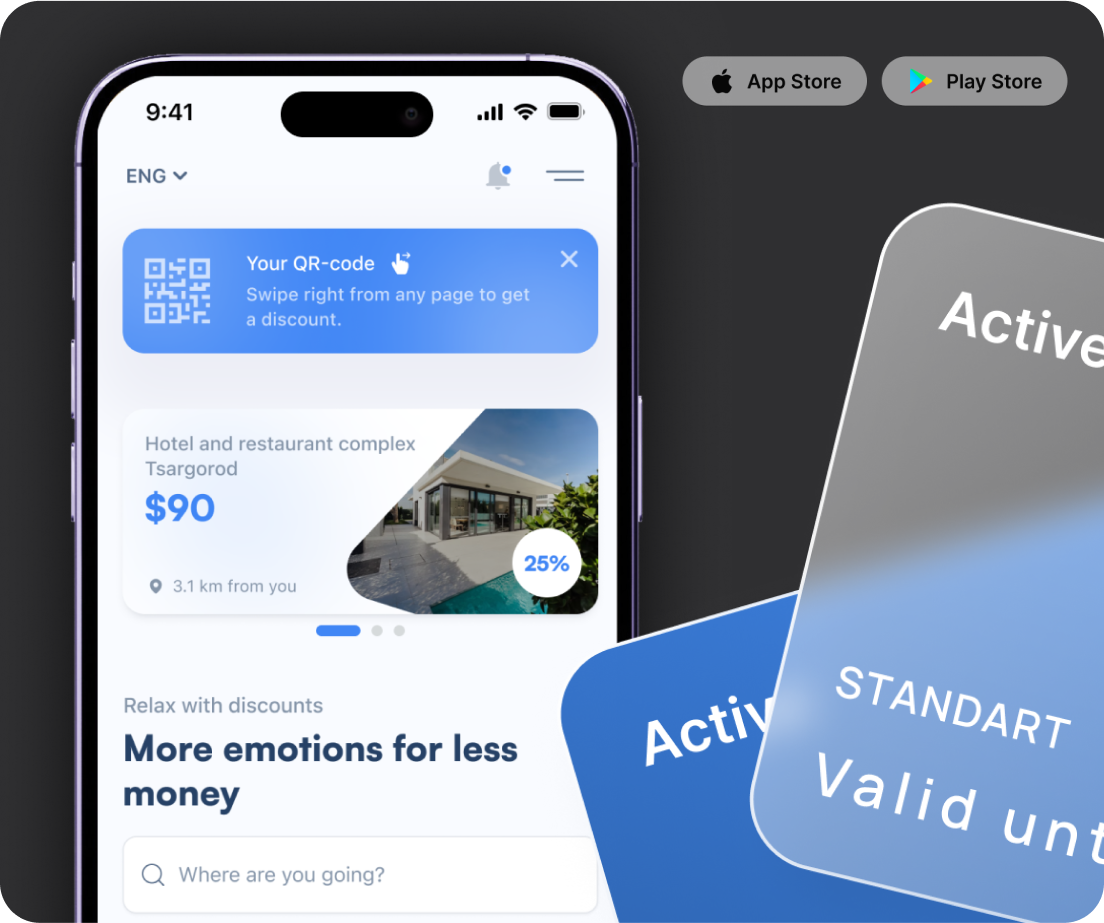 App Store
Play Store
9:41
ENG
Your QR-code
Swipe right from any page to get
a discount.
Hotel and restaurant complex
Tsargorod
$90
25%
3.1 km from you
Relax with discounts
More emotions for less
money
Where are you going?
Active
STANDART
Valid unt
Activ